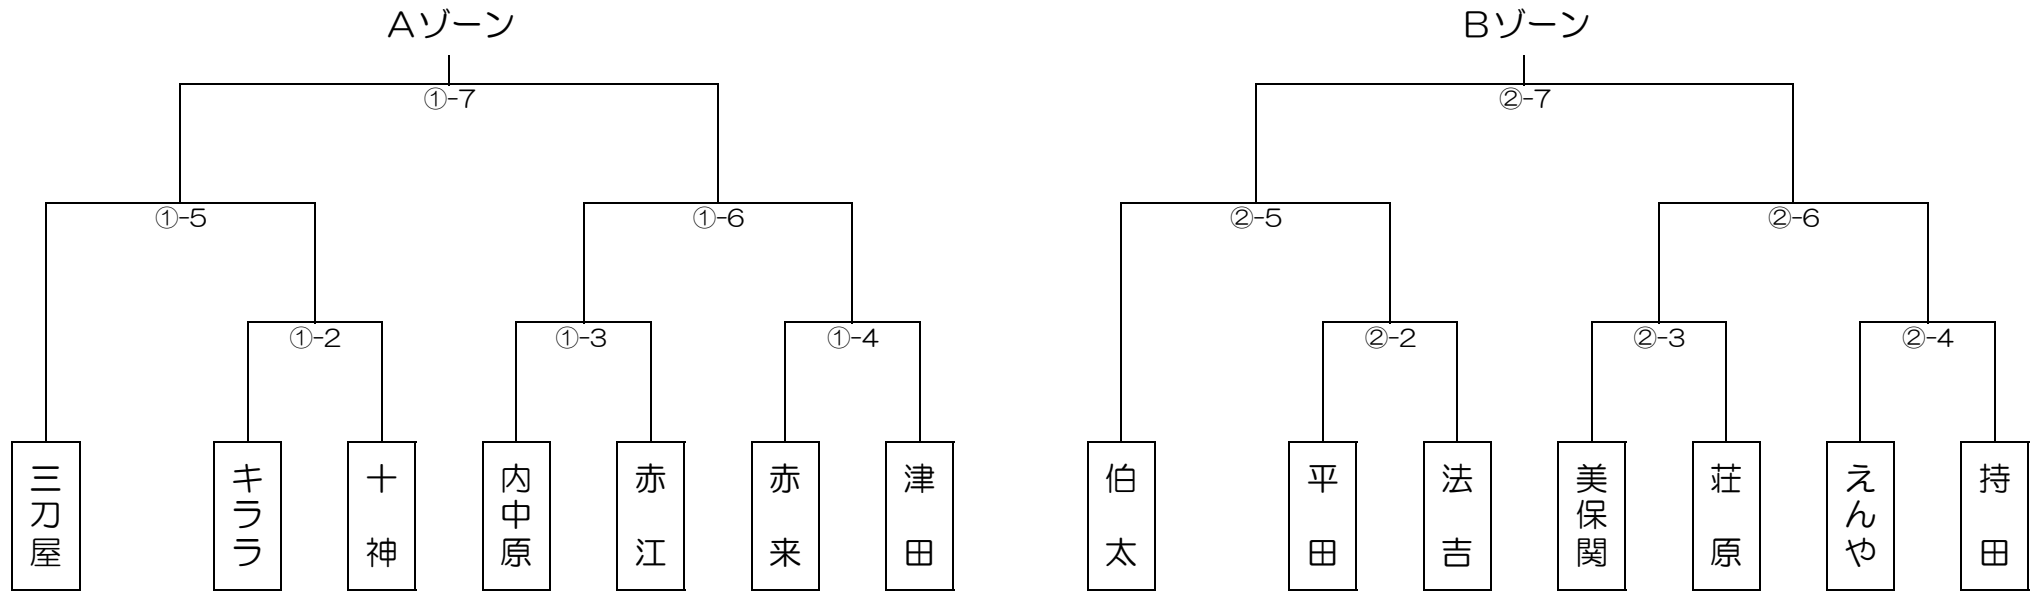 Aゾーン
Bゾーン
①-7
②-7
①-5
①-6
②-5
②-6
①-2
①-3
①-4
②-2
②-3
②-4
三刀屋
キララ
十神
内中原
赤江
赤来
津田
伯太
平田
法吉
美保関
荘原
えんや
持田